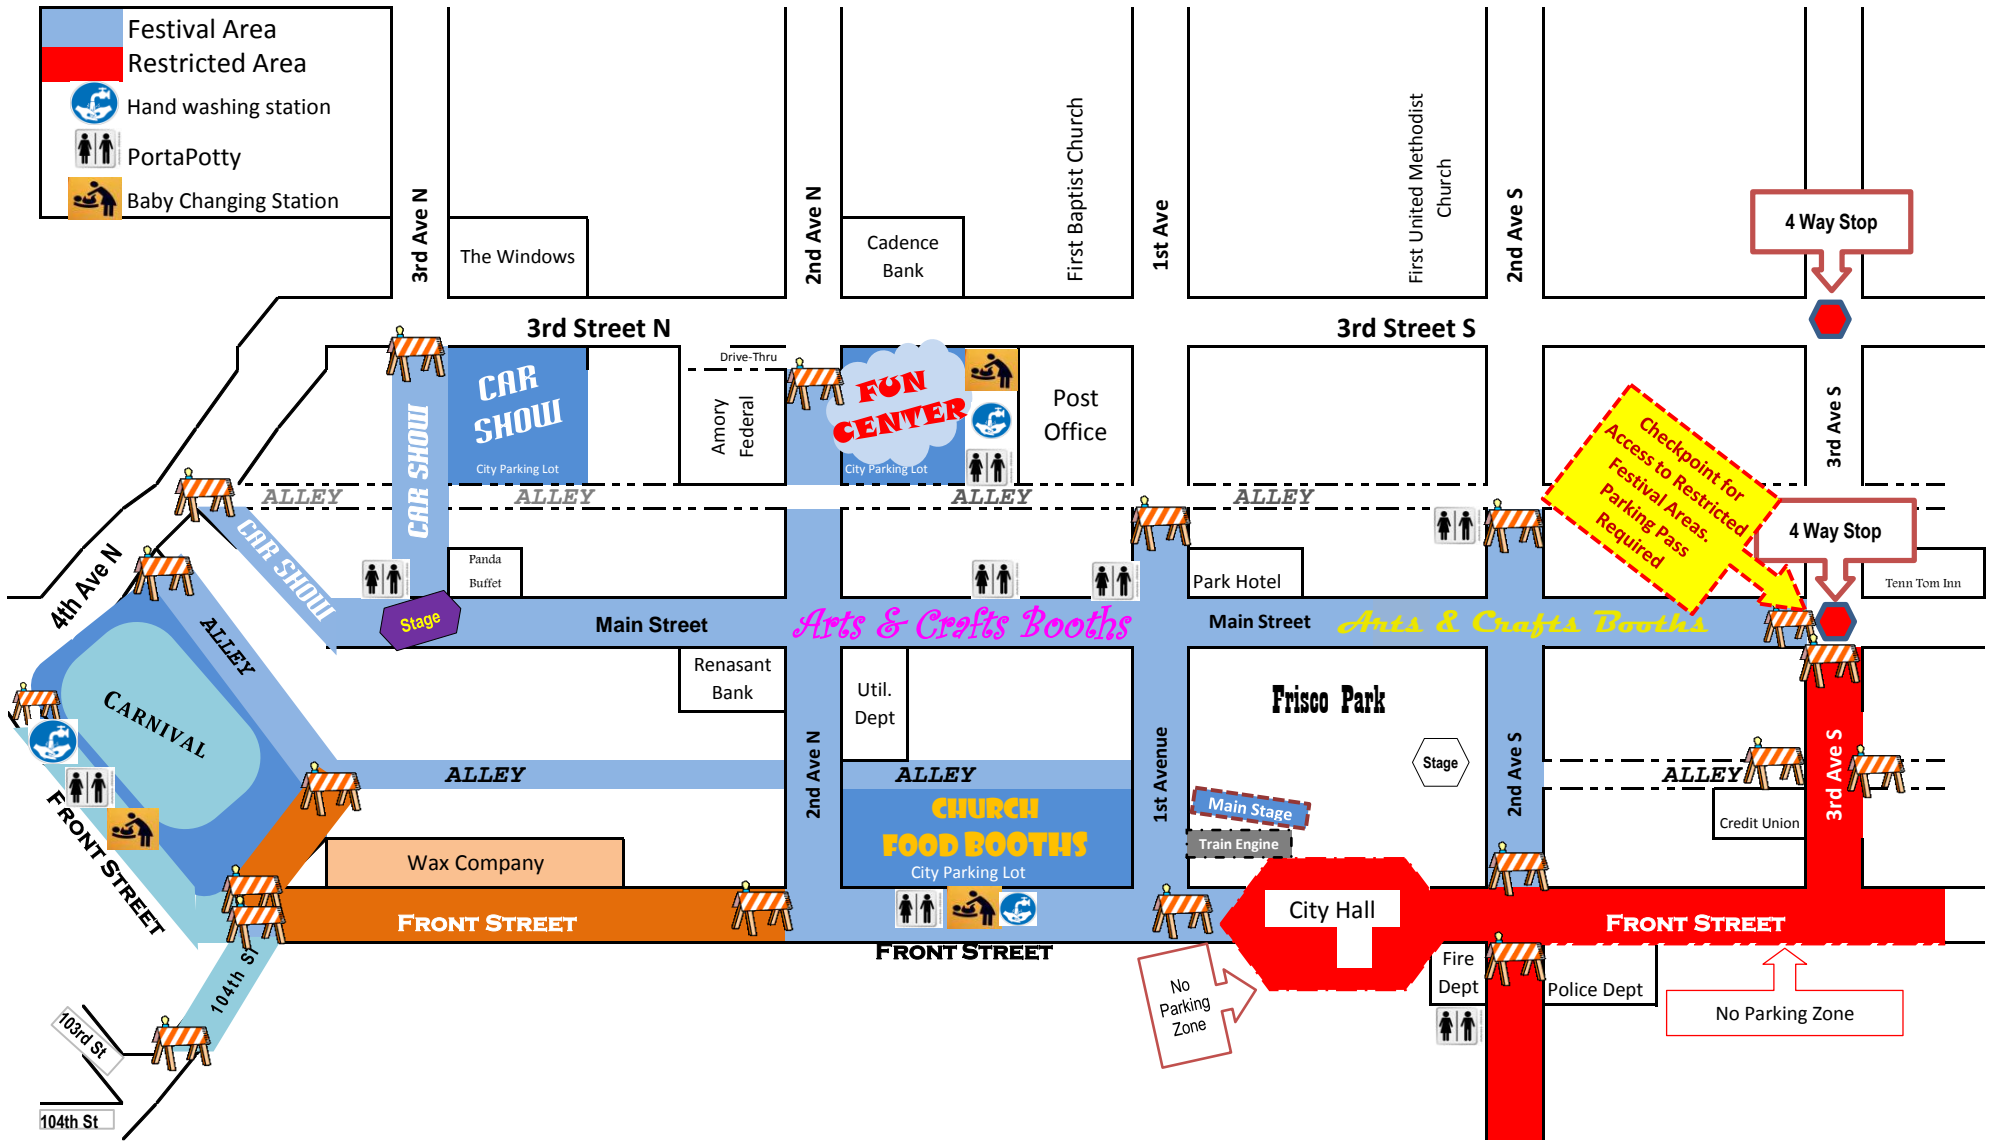 Festival Area
Restricted Area
Hand washing station
PortaPotty
Baby Changing Station
3rd Ave N
The Windows
2nd Ave N
Cadence
Bank
First Baptist Church
1st Ave
First United Methodist
Church
2nd Ave S
4 Way Stop
3rd Street N
3rd Street S
CAR
SHOW
City Parking Lot
CAR SHOW
Drive-Thru
Amory
Federal
FUN
CENTER
City Parking Lot
Post
Office
3rd Ave S
Checkpoint for
Access to Restricted
Festival Areas.
Parking Pass
Required
4 Way Stop
ALLEY
ALLEY
ALLEY
ALLEY
CAR SHOW
4th Ave N
Panda
Buffet
Park Hotel
Tenn Tom Inn
Stage
Main Street
Arts & Crafts Booths
Main Street
Arts & Crafts Booths
ALLEY
CARNIVAL
Renasant
Bank
Util.
Dept
Frisco Park
Stage
2nd Ave N
1st Avenue
2nd Ave S
3rd Ave S
ALLEY
ALLEY
ALLEY
CHURCH
FOOD BOOTHS
City Parking Lot
Main Stage
Train Engine
Credit Union
FRONT STREET
Wax Company
FRONT STREET
City Hall
FRONT STREET
FRONT STREET
104th St
No
Parking
Zone
Fire
Dept
Police Dept
No Parking Zone
103rd St
104th St